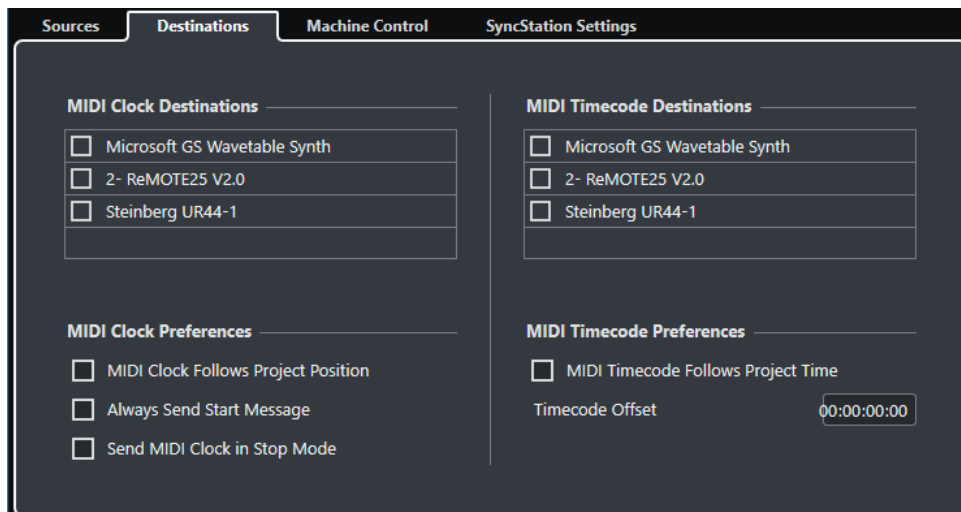 Sources Destinations Machine Control SyncStation Settings
MIDI Clock Destinations
Microsoft GS Wavetable Synth
2- ReMOTE25 V2.0
Steinberg UR44-1
MIDI Clock Preferences
MIDI Clock Follows Project Position
Always Send Start Message
Send MIDI Clock in Stop Mode
MIDI Timecode Destinations
Microsoft GS Wavetable Synth
2- ReMOTE25 V2.0
Steinberg UR44-1
MIDI Timecode Preferences
MIDI Timecode Follows Project Time
Timecode Offset 00:00:00:00